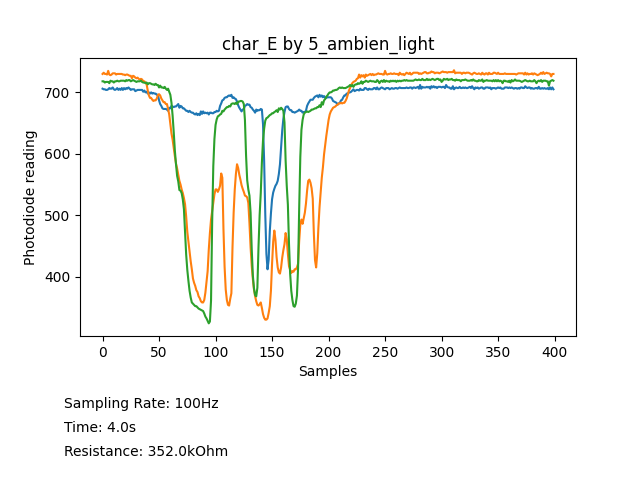 char_E by 5_ambien_light
Photodiode reading
700
600
500
400
0 50 100 150 200 250 300 350 400
Samples
Sampling Rate: 100Hz
Time: 4.0s
Resistance: 352.0kOhm